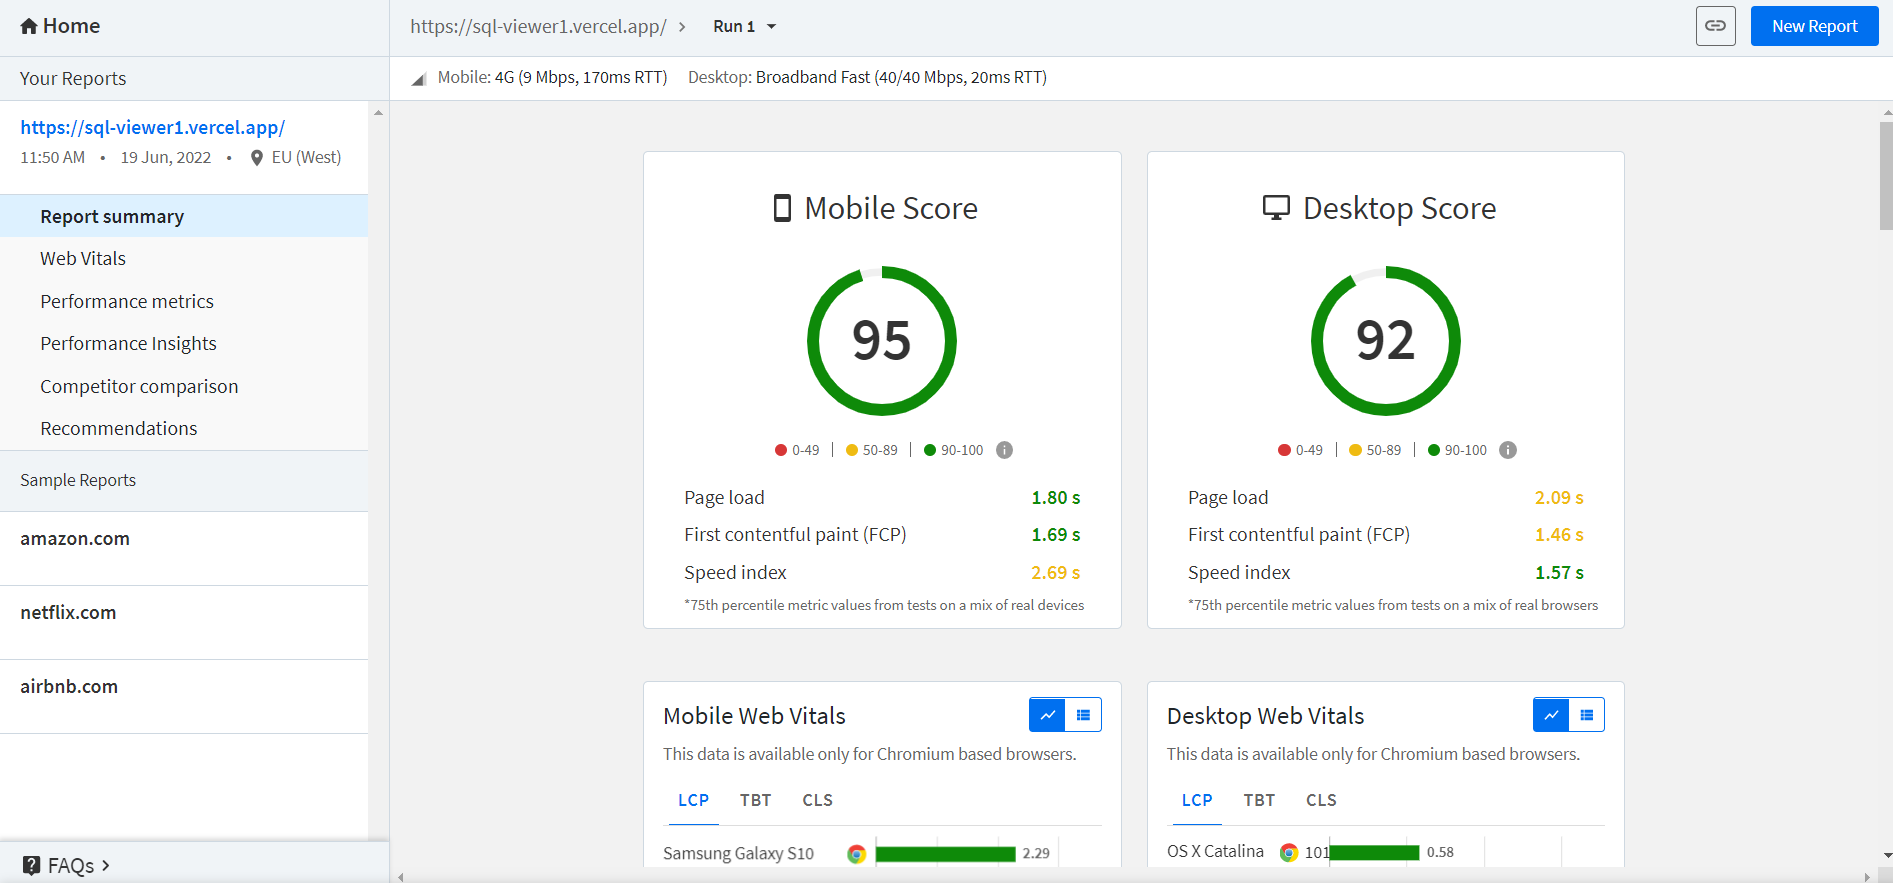 Home
https://sql-viewer1.vercel.app/ > Run 1
New Report
Your Reports
Mobile: 4G (9 Mbps, 170ms RTT) Desktop: Broadband Fast (40/40 Mbps, 20ms RTT)
https://sql-viewer1.vercel.app/
11:50 AM • 19 Jun, 2022 • EU (West)
Report summary
Web Vitals
Performance metrics
Performance Insights
Competitor comparison
Recommendations
Sample Reports
amazon.com
netflix.com
airbnb.com
FAQs >
Mobile Score
95
0-49 | 50-89 | 90-100
Page load 1.80 s
First contentful paint (FCP) 1.69 s
Speed index 2.69 s
*75th percentile metric values from tests on a mix of real devices
Desktop Score
92
0-49 | 50-89 | 90-100
Page load 2.09 s
First contentful paint (FCP) 1.46 s
Speed index 1.57 s
*75th percentile metric values from tests on a mix of real browsers
Mobile Web Vitals
This data is available only for Chromium based browsers.
LCP TBT CLS
Samsung Galaxy S10 2.29
Desktop Web Vitals
This data is available only for Chromium based browsers.
LCP TBT CLS
OS X Catalina 101 0.58